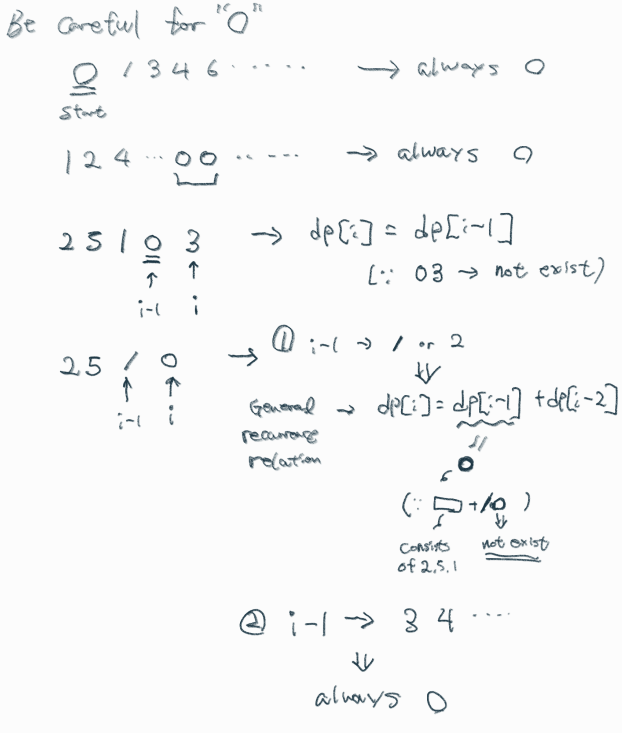 Be careful for "0"
0 1 3 4 6 ...... → always 0
start
1 2 4 ... 0 0 ..... → always 0
2 5 1 0 3 → dp[i] = dp[i-1]
(∵ 03 → not exist)
i-1 i
2 5 1 0 → ① i-1 → 1 or 2
i-1 i
General → dp[i] = dp[i-1] + dp[i-2]
recurrence
relation
0
(∵ □ + 10 )
consists not exist
of 2,5,1
② i-1 → 3 4 ....
always 0